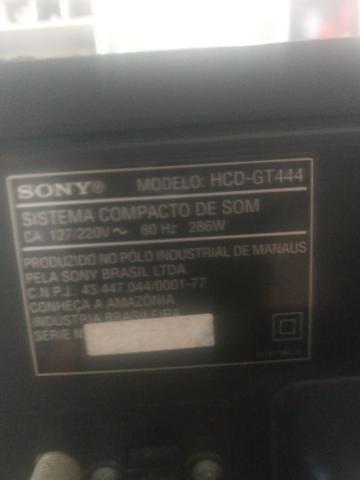 SONY® MODELO: HCD-GT444
SISTEMA COMPACTO DE SOM
CA: 127/220V ~ 60 Hz 286W
PRODUZIDO NO PÓLO INDUSTRIAL DE MANAUS
PELA SONY BRASIL LTDA.
C.N.P.J.: 43.447.044/0001-77
CONHEÇA A AMAZÔNIA
INDÚSTRIA BRASILEIRA
SÉRIE N